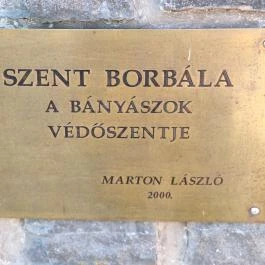 SZENT BORBÁLA
A BÁNYÁSZOK
VÉDŐSZENTJE
MARTON LÁSZLÓ
2000.